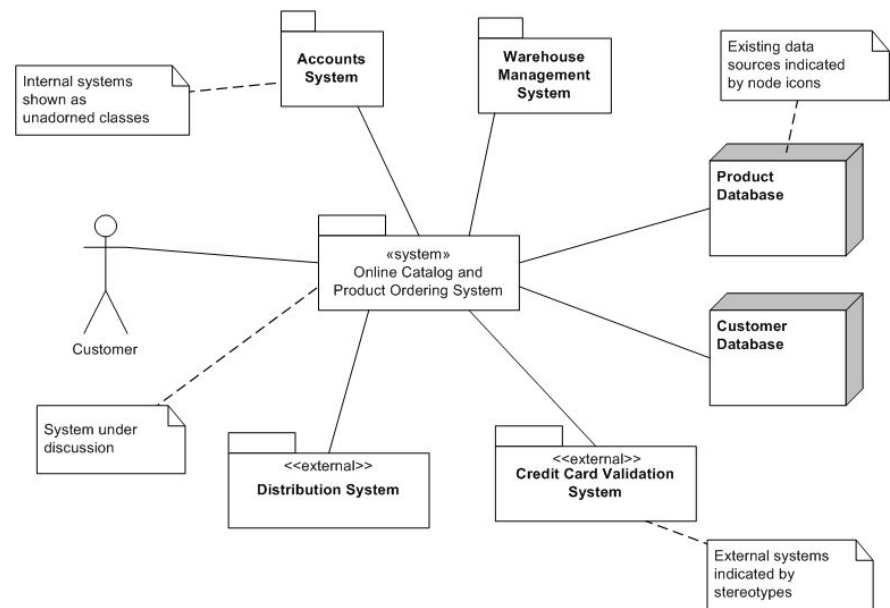 Accounts
System
Warehouse
Management
System
Existing data
sources indicated
by node icons
Internal systems
shown as
unadorned classes
Product
Database
«system»
Online Catalog and
Product Ordering System
Customer
Customer
Database
System under
discussion
<<external>>
Distribution System
<<external>>
Credit Card Validation
System
External systems
indicated by
stereotypes